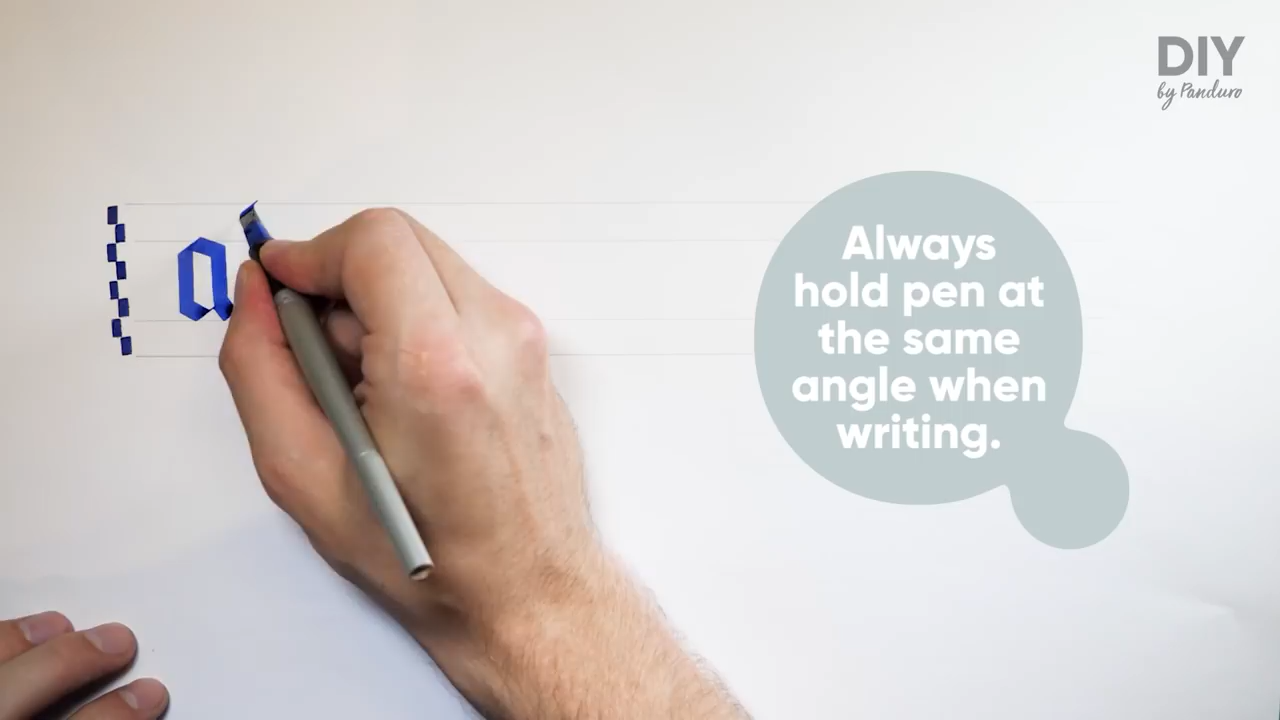 DIY
by Panduro
a
Always
hold pen at
the same
angle when
writing.